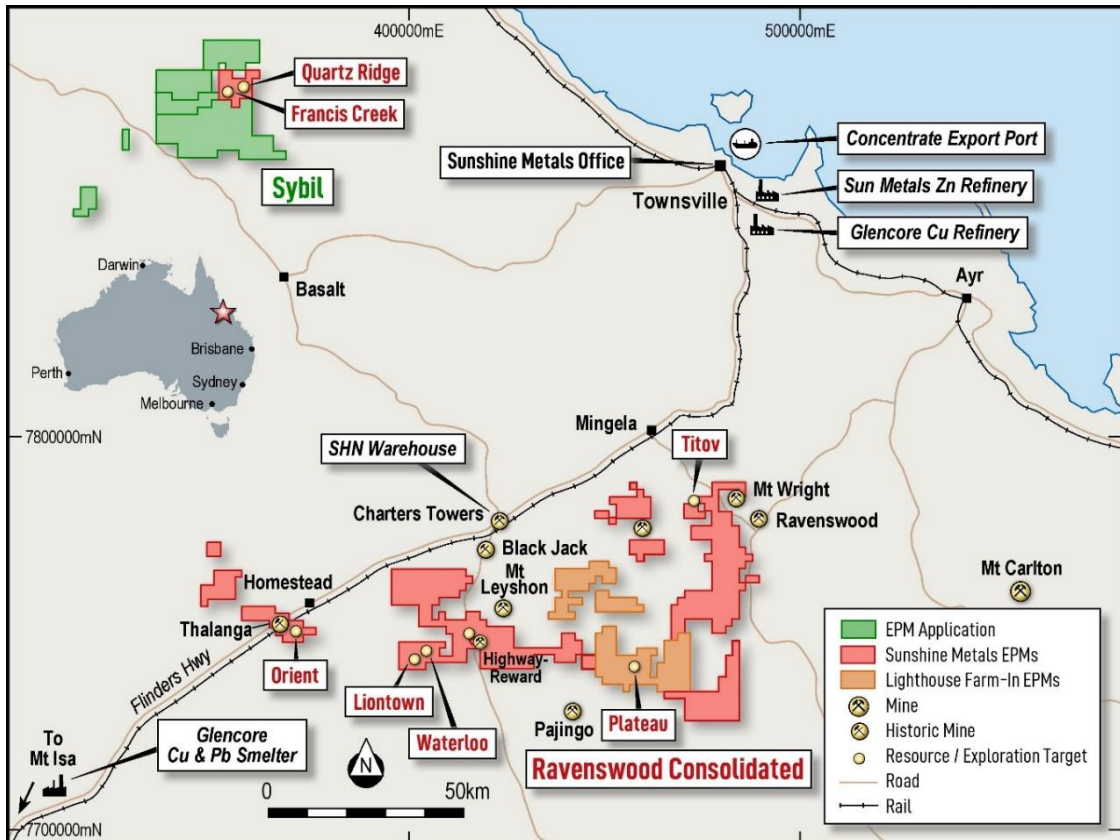 400000mE
500000mE
Quartz Ridge
Francis Creek
Sybil
Sunshine Metals Office
Townsville
Concentrate Export Port
Sun Metals Zn Refinery
Glencore Cu Refinery
Ayr
Basalt
Darwin
Brisbane
Perth
Sydney
Melbourne
7800000mN
Mingela
SHN Warehouse
Titov
Charters Towers
Mt Wright
Ravenswood
Black Jack
Mt
Leyshon
Mt Carlton
Homestead
Thalanga
Orient
Flinders Hwy
Highway-
Reward
Liontown
Waterloo
Pajingo
Plateau
Ravenswood Consolidated
To
Mt Isa
Glencore
Cu & Pb Smelter
N
0
50km
7700000mN
EPM Application
Sunshine Metals EPMs
Lighthouse Farm-In EPMs
Mine
Historic Mine
Resource / Exploration Target
Road
Rail